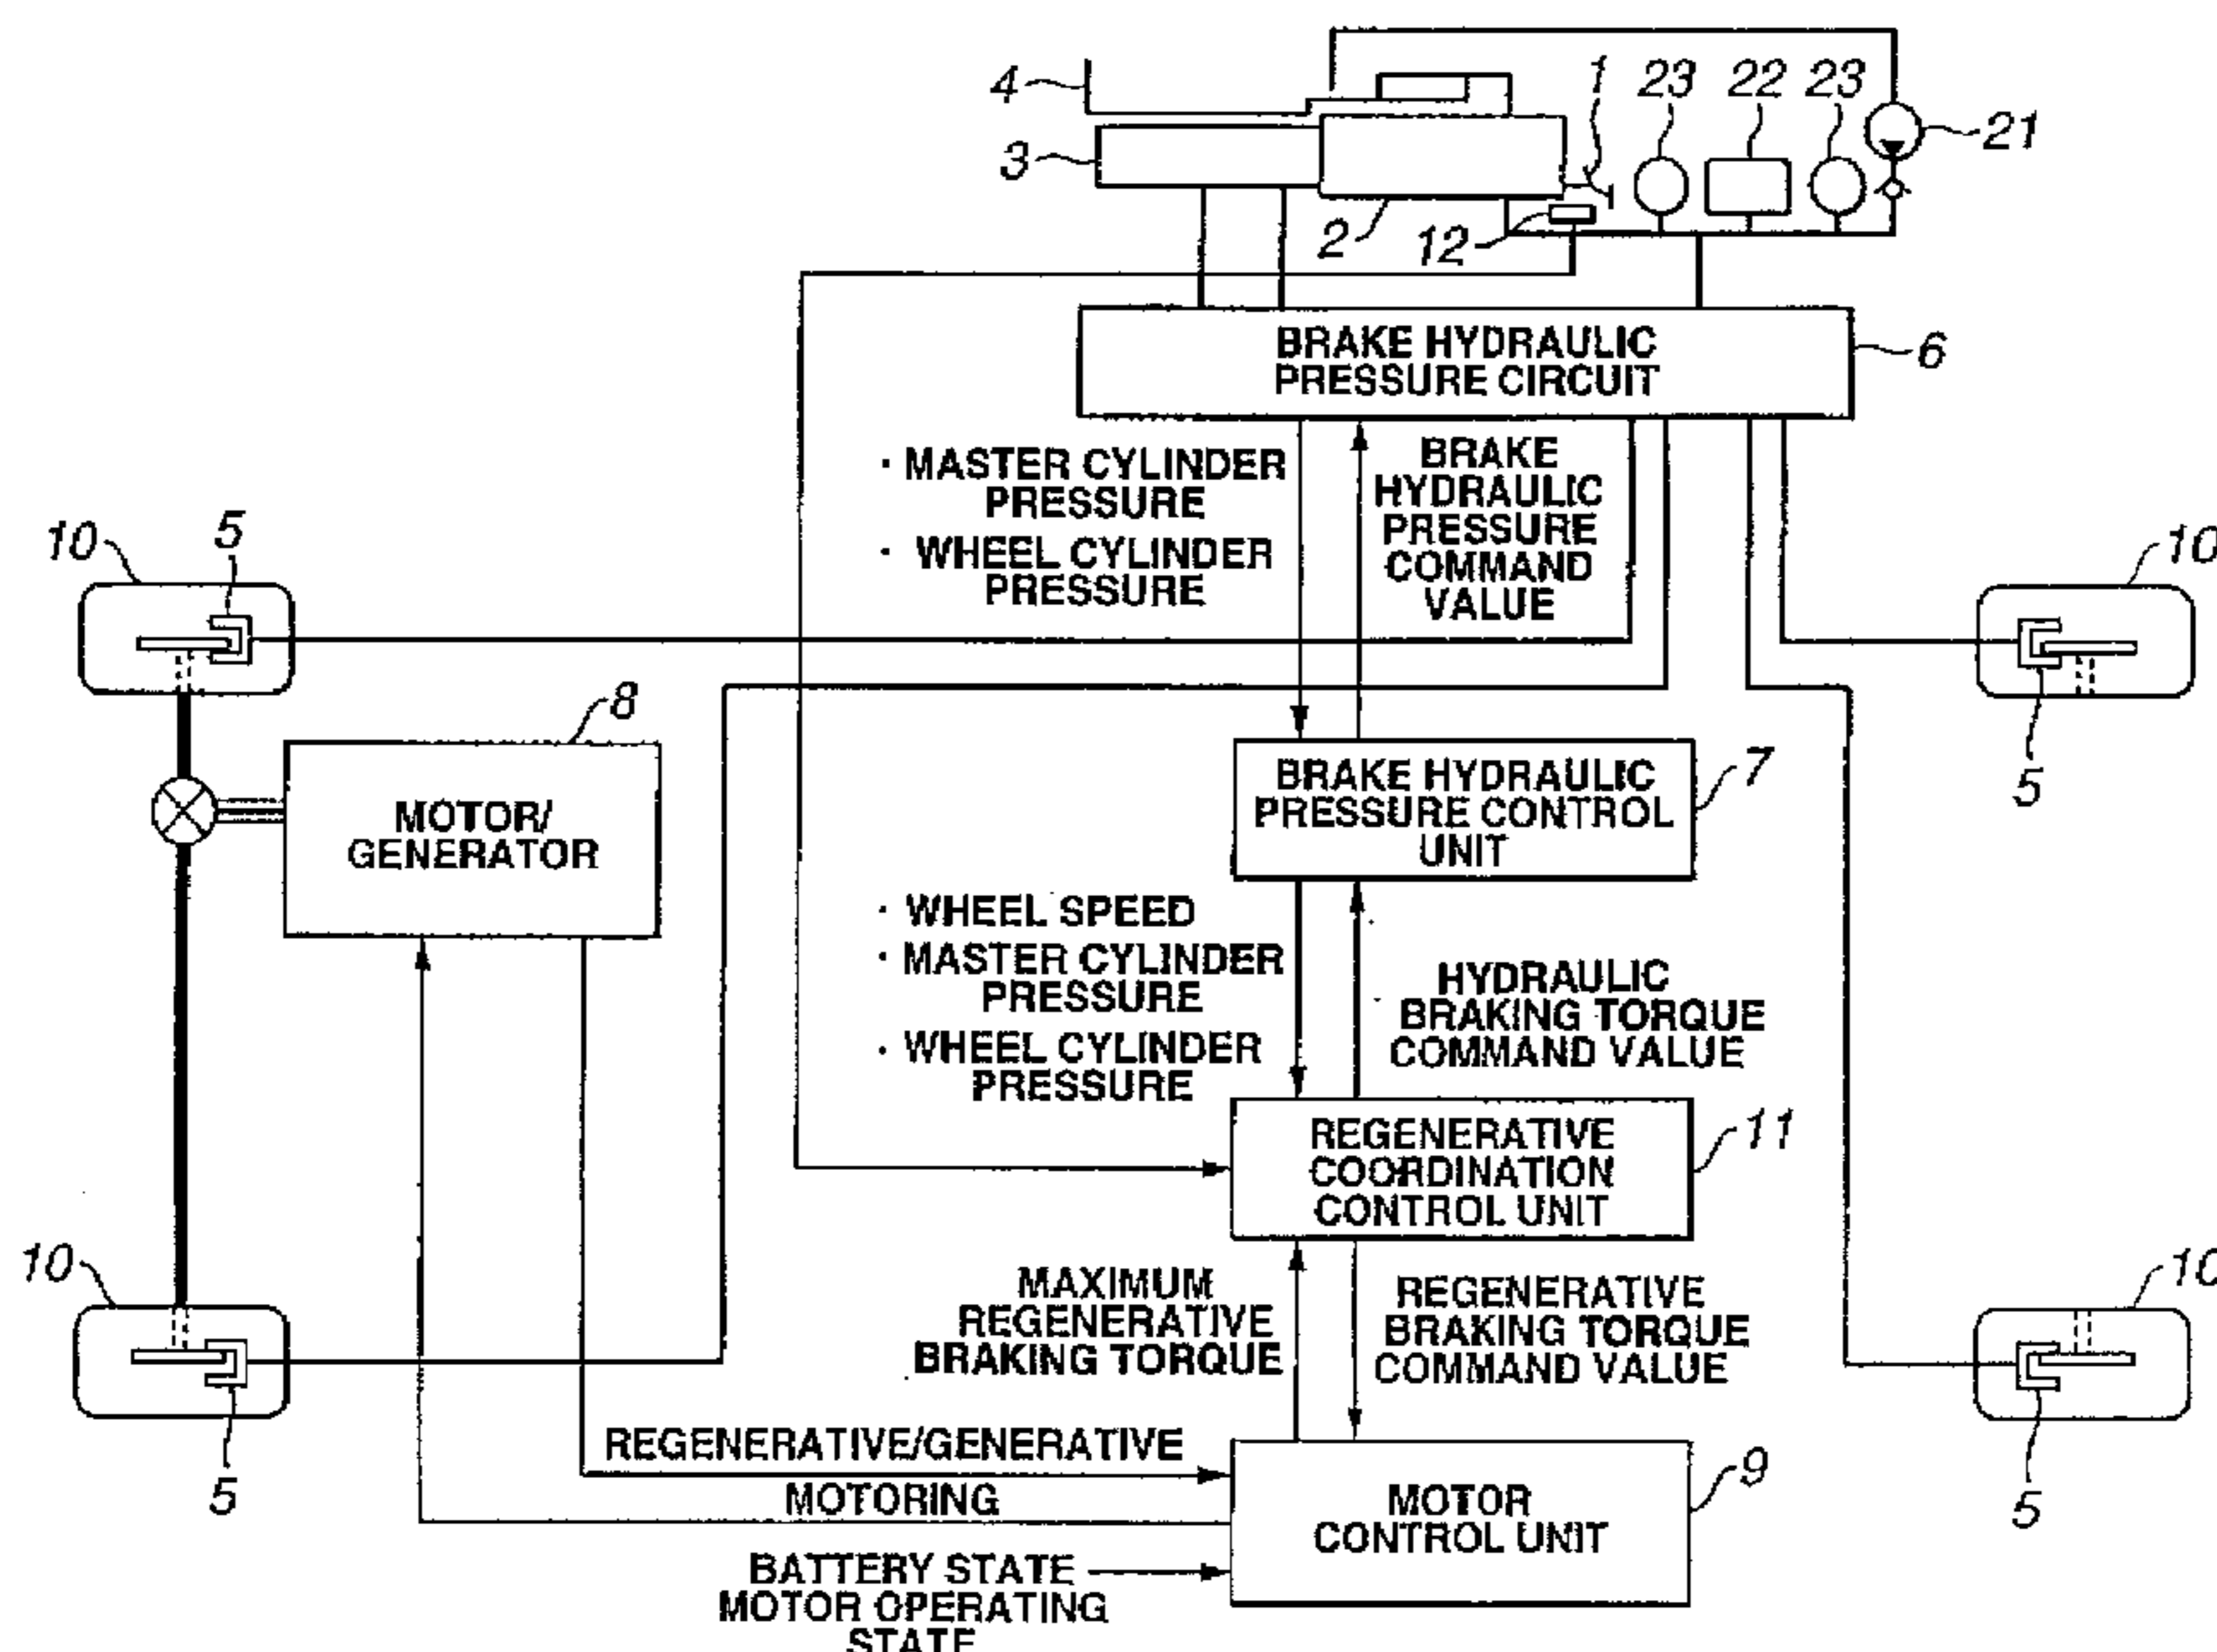 4
3
2
12
1
23
22
23
21
BRAKE HYDRAULIC
PRESSURE CIRCUIT
6
· MASTER CYLINDER
PRESSURE
· WHEEL CYLINDER
PRESSURE
BRAKE
HYDRAULIC
PRESSURE
COMMAND
VALUE
10
5
10
5
8
MOTOR/
GENERATOR
BRAKE HYDRAULIC
PRESSURE CONTROL
UNIT
7
· WHEEL SPEED
· MASTER CYLINDER
PRESSURE
· WHEEL CYLINDER
PRESSURE
HYDRAULIC
BRAKING TORQUE
COMMAND VALUE
REGENERATIVE
COORDINATION
CONTROL UNIT
11
10
5
10
5
MAXIMUM
REGENERATIVE
BRAKING TORQUE
REGENERATIVE
BRAKING TORQUE
COMMAND VALUE
REGENERATIVE/GENERATIVE
MOTORING
MOTOR
CONTROL UNIT
9
BATTERY STATE
MOTOR OPERATING
STATE